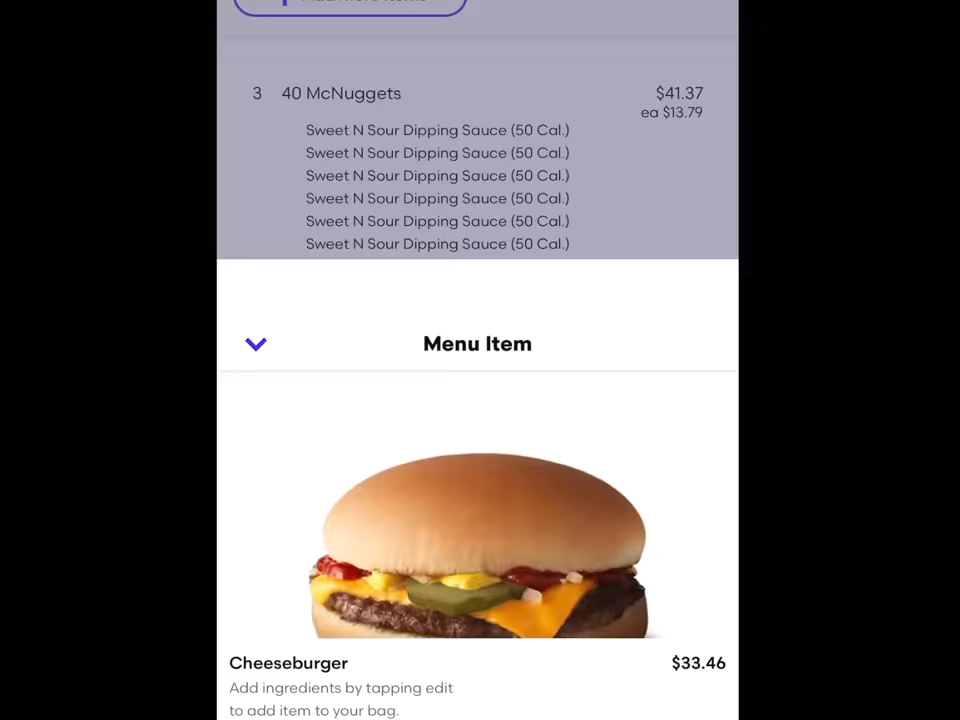 3 40 McNuggets $41.37
ea $13.79
Sweet N Sour Dipping Sauce (50 Cal.)
Sweet N Sour Dipping Sauce (50 Cal.)
Sweet N Sour Dipping Sauce (50 Cal.)
Sweet N Sour Dipping Sauce (50 Cal.)
Sweet N Sour Dipping Sauce (50 Cal.)
Sweet N Sour Dipping Sauce (50 Cal.)
Menu Item
Cheeseburger $33.46
Add ingredients by tapping edit
to add item to your bag.